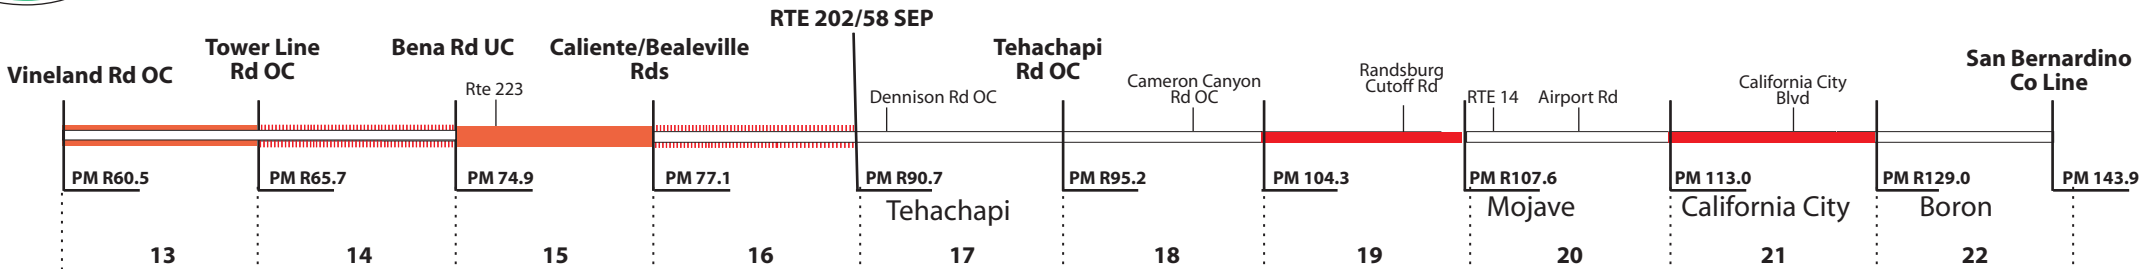 RTE 202/58 SEP
Vineland Rd OC
Tower Line
Rd OC
Bena Rd UC
Rte 223
Caliente/Bealeville
Rds
Dennison Rd OC
Tehachapi
Rd OC
Cameron Canyon
Rd OC
Randsburg
Cutoff Rd
RTE 14
Airport Rd
California City
Blvd
San Bernardino
Co Line
PM R60.5
PM R65.7
PM 74.9
PM 77.1
PM R90.7
PM R95.2
PM 104.3
PM R107.6
PM 113.0
PM R129.0
PM 143.9
Tehachapi
Mojave
California City
Boron
13
14
15
16
17
18
19
20
21
22